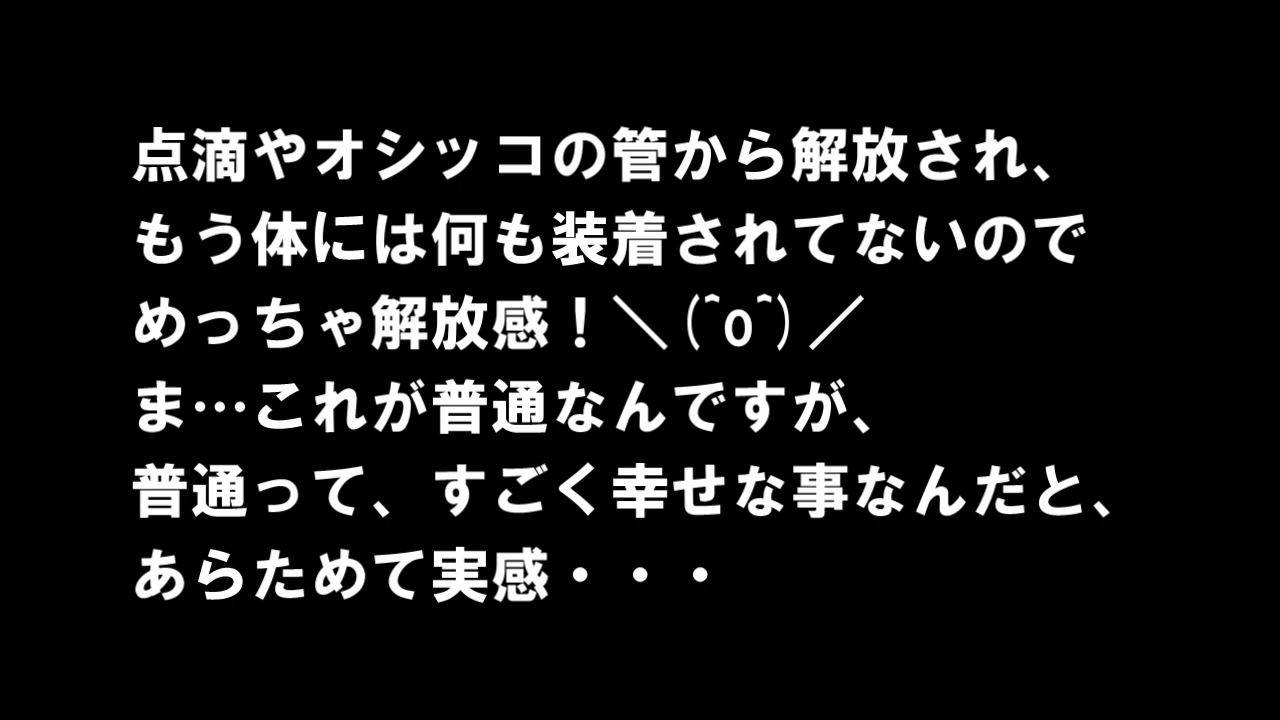 点滴やオシッコの管から解放され、
もう体には何も装着されてないので
めっちゃ解放感！＼(^o^)／
ま…これが普通なんですが、
普通って、すごく幸せな事なんだと、
あらためて実感・・・